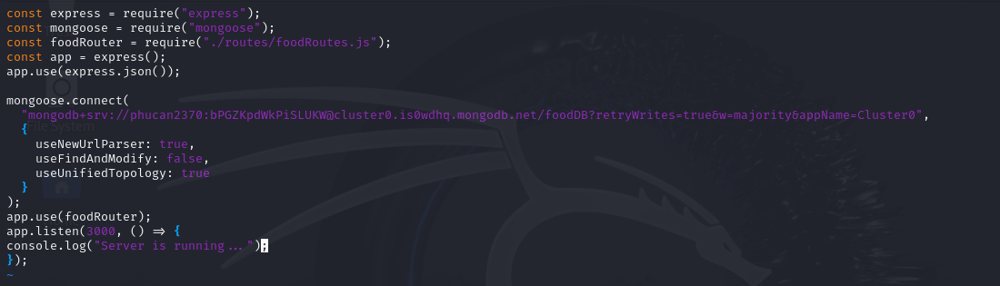 const express = require("express");
const mongoose = require("mongoose");
const foodRouter = require("./routes/foodRoutes.js");
const app = express();
app.use(express.json());
mongoose.connect(
"mongodb+srv://phucan2370:bPGZKpdWkPiSLUKW@cluster0.is0wdhq.mongodb.net/foodDB?retryWrites=true&w=majority&appName=Cluster0",
{
File System
useNewUrlParser: true,
useFindAndModify: false,
useUnifiedTopology: true
}
);
app.use(foodRouter);
app.listen(3000, () => {
console.log("Server is running...");
});
~